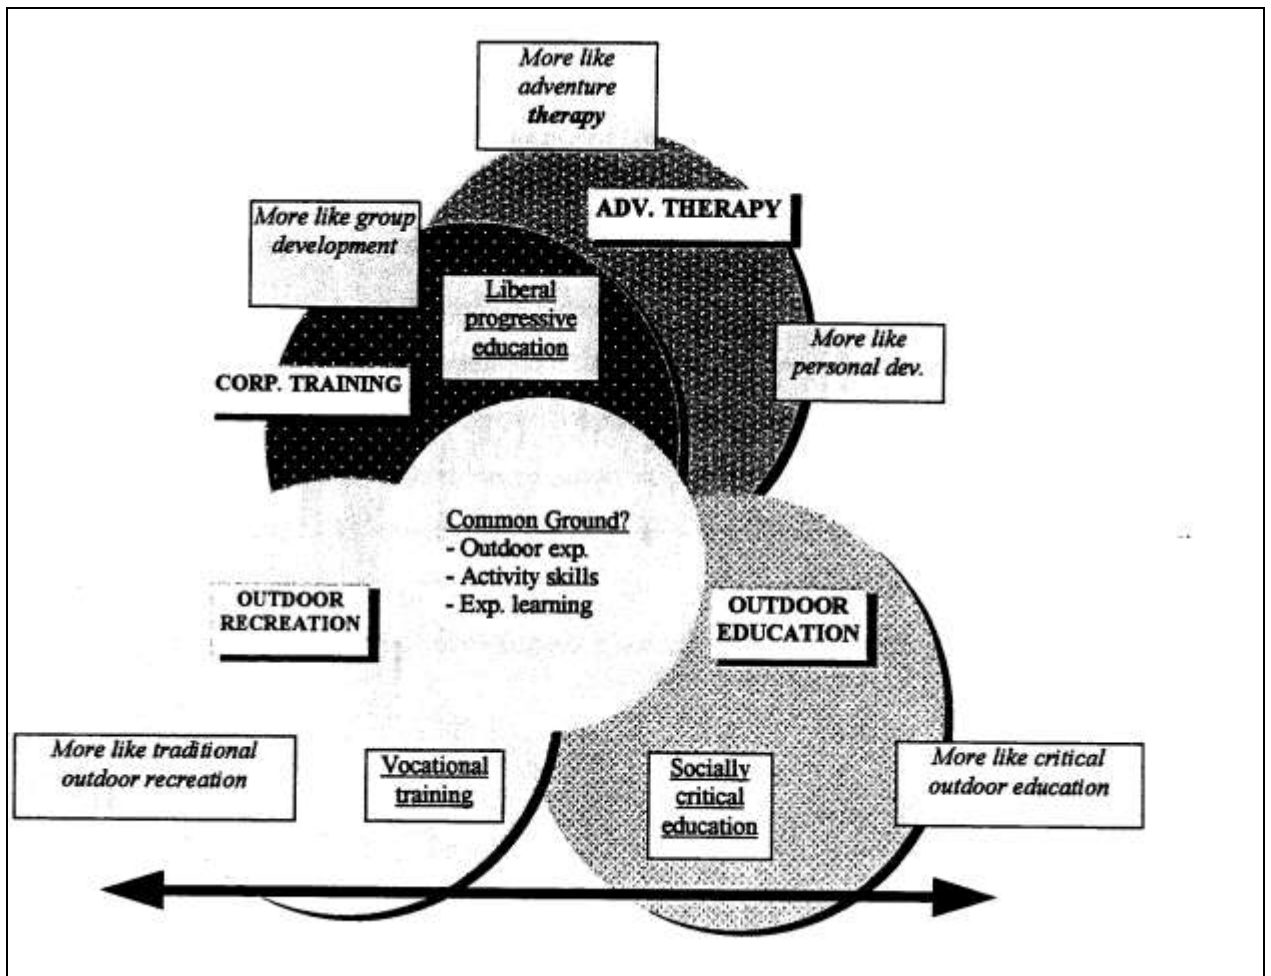 More like
adventure
therapy
ADV. THERAPY
More like group
development
Liberal
progressive
education
More like
personal dev.
CORP. TRAINING
Common Ground?
- Outdoor exp.
- Activity skills
- Exp. learning
OUTDOOR
RECREATION
OUTDOOR
EDUCATION
More like traditional
outdoor recreation
Vocational
training
Socially
critical
education
More like critical
outdoor education